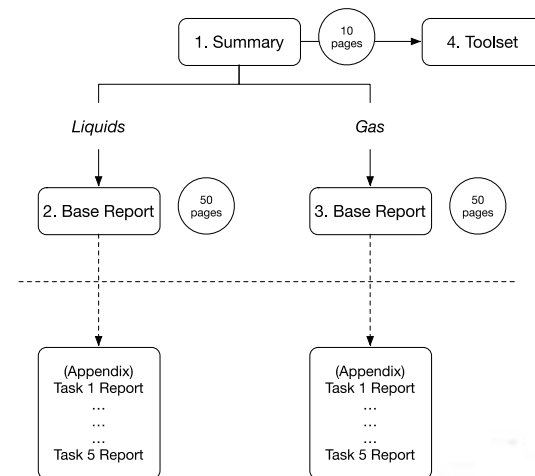 1. Summary
10
pages
4. Toolset
Liquids
Gas
2. Base Report
50
pages
3. Base Report
50
pages
(Appendix)
Task 1 Report
...
...
...
Task 5 Report
(Appendix)
Task 1 Report
...
...
...
Task 5 Report